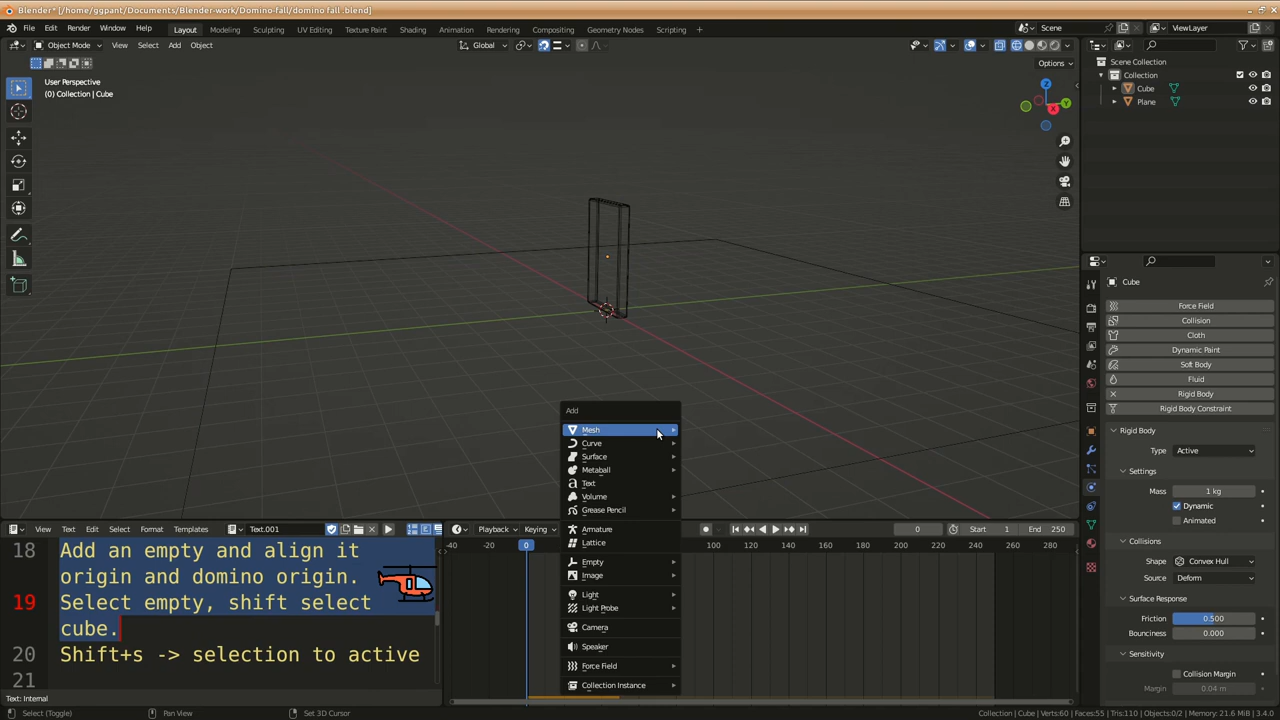 Blender* [/home/ggpant/Documents/Blender-work/Domino-fall/domino fall .blend]
File Edit Render Window Help
Layout Modeling Sculpting UV Editing Texture Paint Shading Animation Rendering Compositing Geometry Nodes Scripting
Scene
ViewLayer
Object Mode View Select Add Object
Global
Options
User Perspective
(0) Collection | Cube
Z
Y
X
Scene Collection
Collection
Cube
Plane
Cube
Force Field
Collision
Cloth
Dynamic Paint
Soft Body
Fluid
Rigid Body
Rigid Body Constraint
Rigid Body
Type Active
Settings
Mass 1 kg
Dynamic
Animated
Collisions
Shape Convex Hull
Source Deform
Surface Response
Friction 0.500
Bounciness 0.000
Sensitivity
Collision Margin
Margin 0.04 m
Add
Mesh
Curve
Surface
Metaball
Text
Volume
Grease Pencil
Armature
Lattice
Empty
Image
Light
Light Probe
Camera
Speaker
Force Field
Collection Instance
View Text Edit Select Format Templates Text.001
18 Add an empty and align it
origin and domino origin.
19 Select empty, shift select
cube.
20 Shift+s -> selection to active
21
Text: Internal
Playback Keying
0 Start 1 End 250
-40 -20 0 100 120 140 160 180 200 220 240 260 280
Select (Toggle) Pan View Set 3D Cursor
Collection | Cube | Verts:60 | Faces:55 | Tris:110 | Objects:0/2 | Memory: 21.6 MiB | 3.4.0